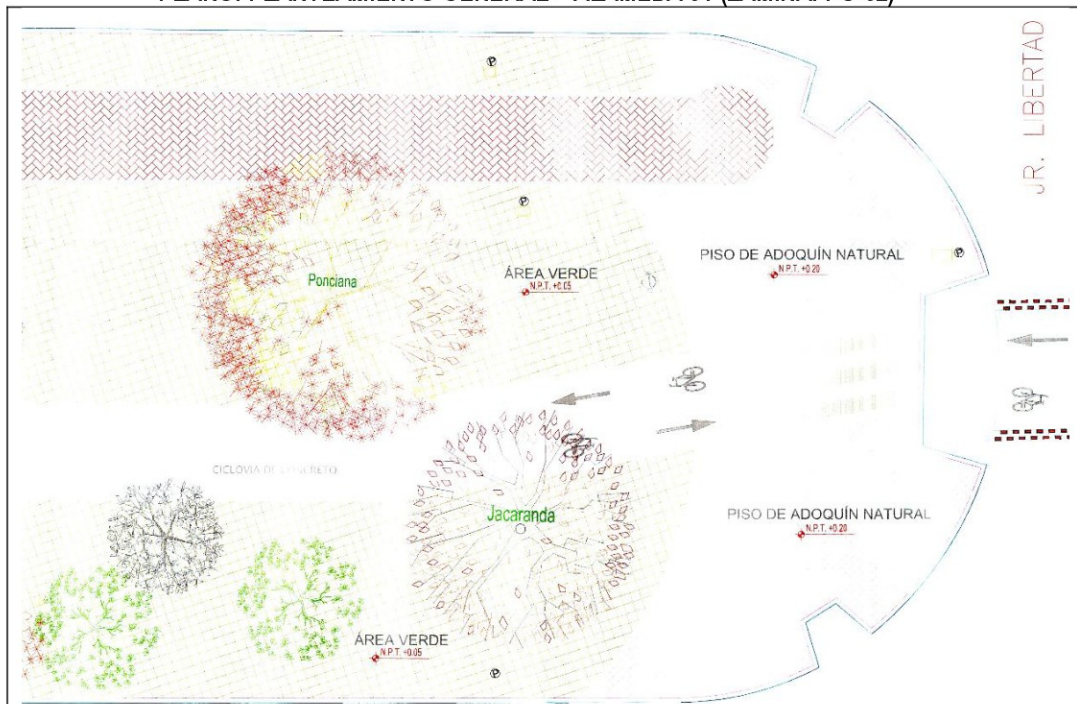 JR. LIBERTAD
P
P
PISO DE ADOQUÍN NATURAL
N.P.T. +0.20
P
ÁREA VERDE
N.P.T. +0.05
Ponciana
CICLOVIA DE CONCRETO
Jacaranda
PISO DE ADOQUÍN NATURAL
N.P.T. +0.20
ÁREA VERDE
N.P.T. +0.05
P